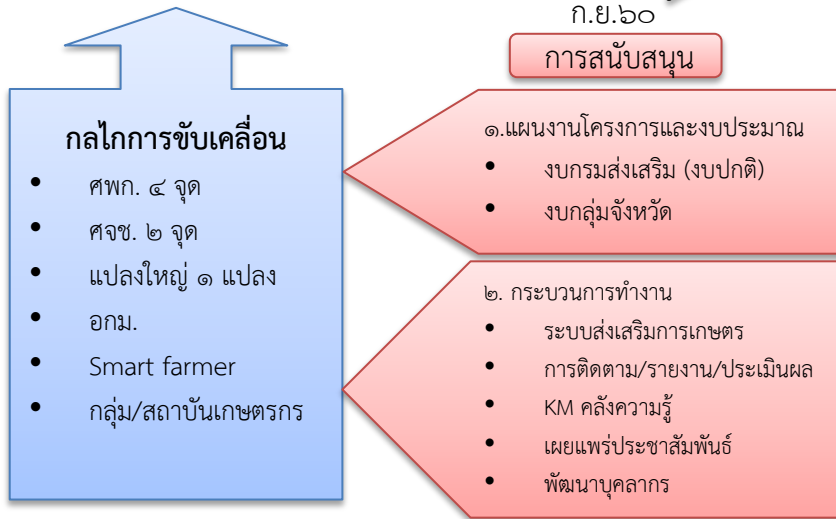 ก.ย.๖๐
การสนับสนุน
กลไกการขับเคลื่อน
• ศพก. ๔ จุด
• ศจช. ๒ จุด
• แปลงใหญ่ ๑ แปลง
• อกม.
• Smart farmer
• กลุ่ม/สถาบันเกษตรกร
๑.แผนงานโครงการและงบประมาณ
• งบกรมส่งเสริม (งบปกติ)
• งบกลุ่มจังหวัด
๒. กระบวนการทำงาน
• ระบบส่งเสริมการเกษตร
• การติดตาม/รายงาน/ประเมินผล
• KM คลังความรู้
• เผยแพร่ประชาสัมพันธ์
• พัฒนาบุคลากร